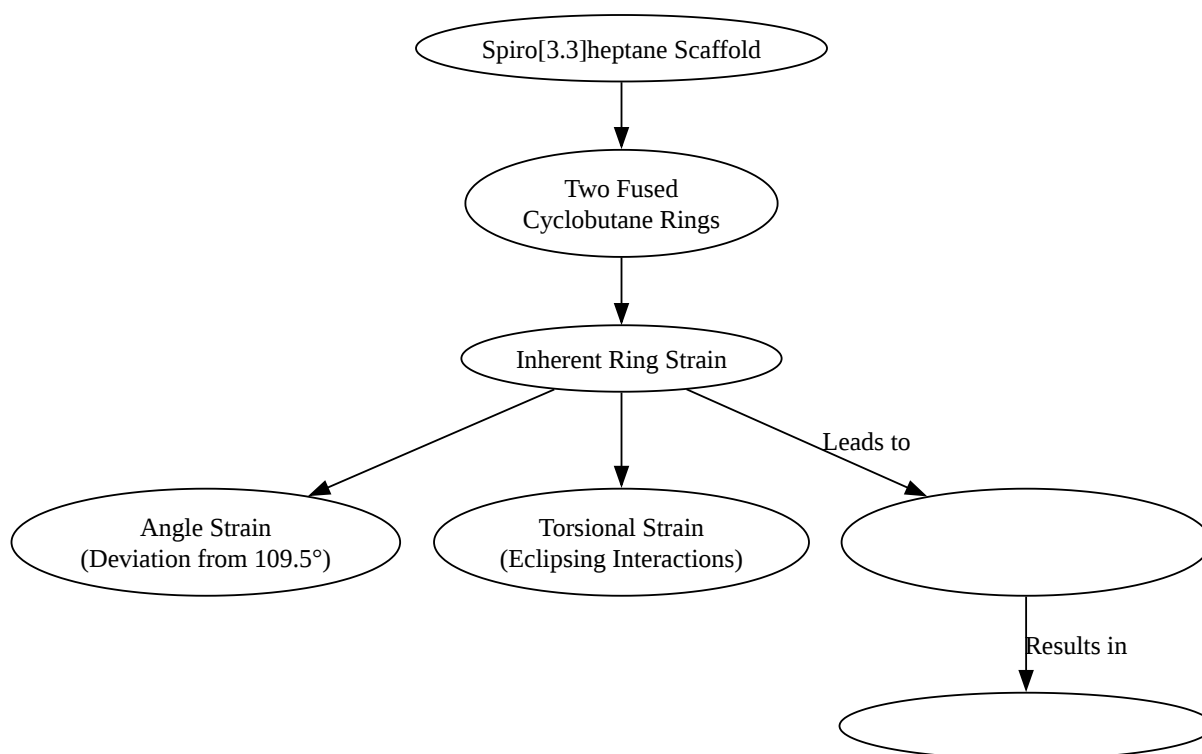 Spiro[3.3]heptane Scaffold
Two Fused
Cyclobutane Rings
Inherent Ring Strain
Leads to
Angle Strain
(Deviation from 109.5°)
Torsional Strain
(Eclipsing Interactions)
Results in